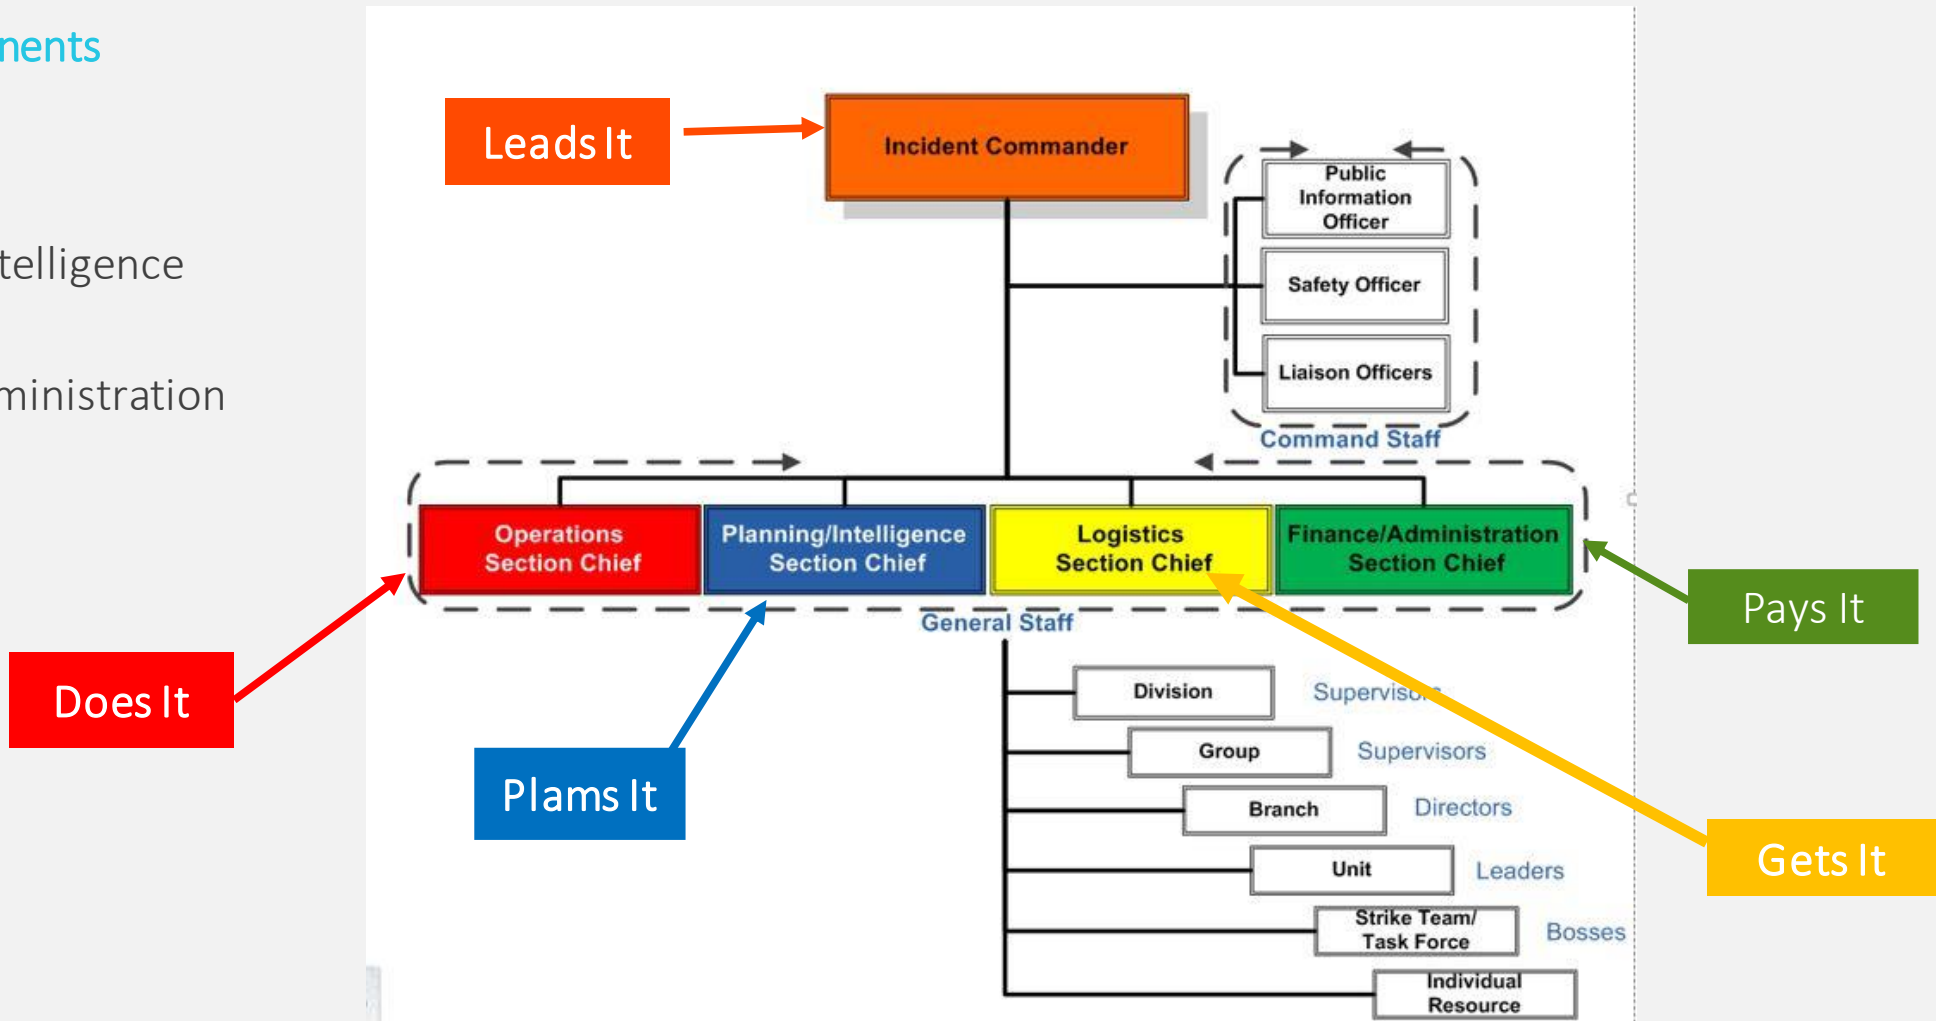 nents
telligence
ministration
Leads It
Incident Commander
Public
Information
Officer
Safety Officer
Liaison Officers
Command Staff
Operations
Section Chief
Planning/Intelligence
Section Chief
Logistics
Section Chief
Finance/Administration
Section Chief
General Staff
Does It
Plams It
Pays It
Gets It
Division
Supervisors
Group
Supervisors
Branch
Directors
Unit
Leaders
Strike Team/
Task Force
Bosses
Individual
Resource